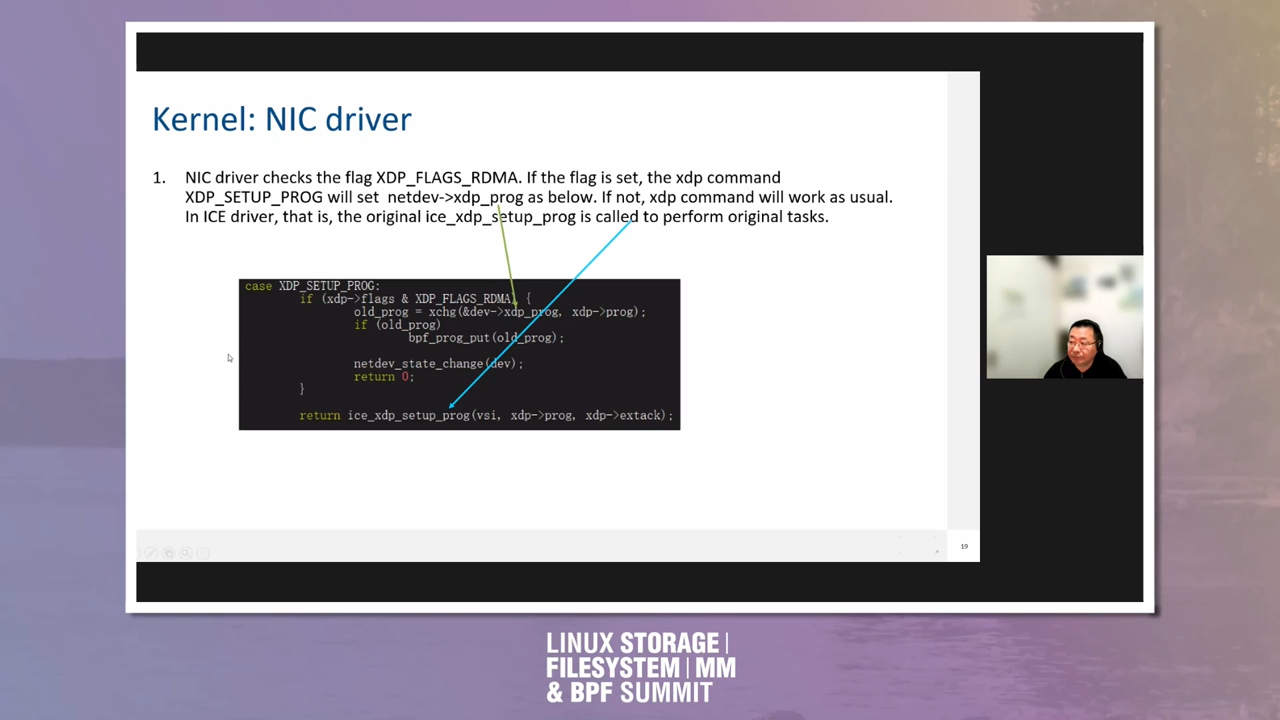 Kernel: NIC driver
1. NIC driver checks the flag XDP_FLAGS_RDMA. If the flag is set, the xdp command
XDP_SETUP_PROG will set netdev->xdp_prog as below. If not, xdp command will work as usual.
In ICE driver, that is, the original ice_xdp_setup_prog is called to perform original tasks.
case XDP_SETUP_PROG:
if (xdp->flags & XDP_FLAGS_RDMA) {
old_prog = xchg(&dev->xdp_prog, xdp->prog);
if (old_prog)
bpf_prog_put(old_prog);
netdev_state_change(dev);
return 0;
}
return ice_xdp_setup_prog(vsi, xdp->prog, xdp->extack);
19
LINUX STORAGE |
FILESYSTEM | MM
& BPF SUMMIT